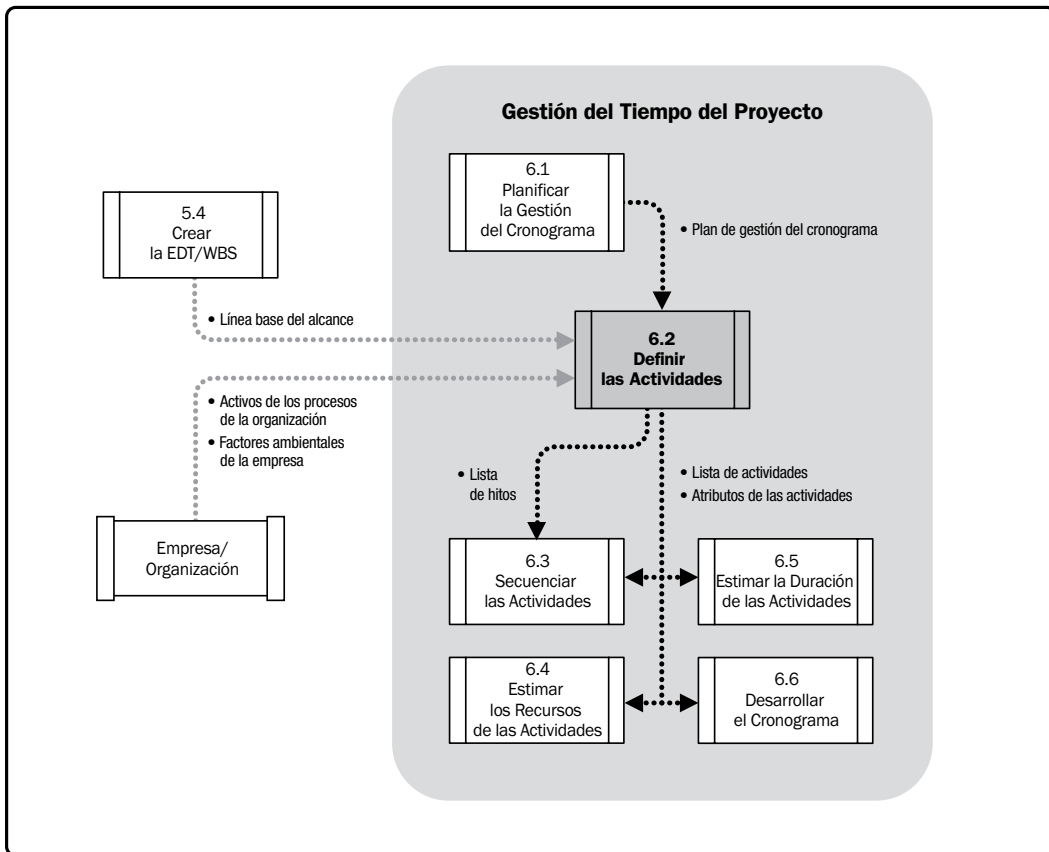 Gestión del Tiempo del Proyecto
6.1
Planificar
la Gestión
del Cronograma
5.4
Crear
la EDT/WBS
• Plan de gestión del cronograma
• Línea base del alcance
6.2
Definir
las Actividades
• Activos de los procesos
de la organización
• Factores ambientales
de la empresa
• Lista
de hitos
• Lista de actividades
• Atributos de las actividades
Empresa/
Organización
6.3
Secuenciar
las Actividades
6.5
Estimar la Duración
de las Actividades
6.4
Estimar
los Recursos
de las Actividades
6.6
Desarrollar
el Cronograma